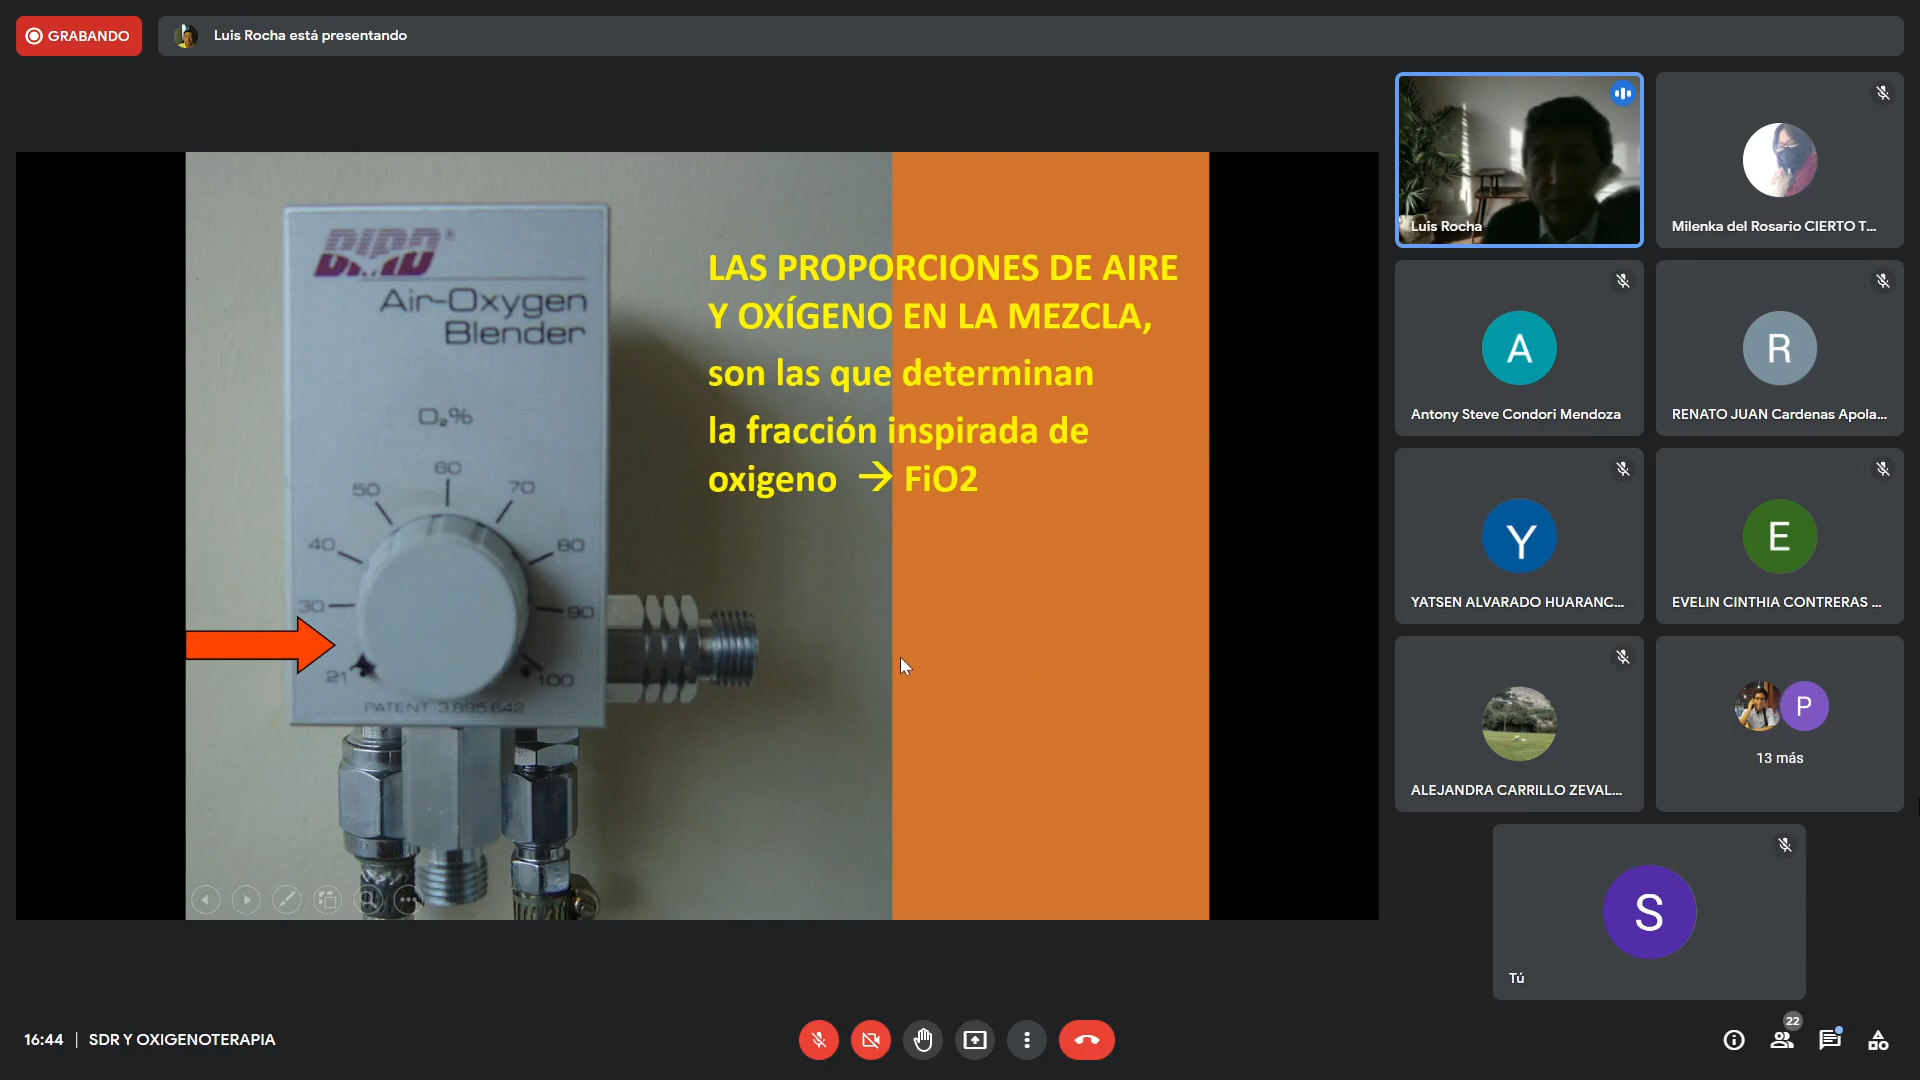 GRABANDO
Luis Rocha está presentando
BIRD®
Air-Oxygen
Blender
O₂%
60
50
70
40
80
30
90
21
100
PATENT 3,895,642
LAS PROPORCIONES DE AIRE
Y OXÍGENO EN LA MEZCLA,
son las que determinan
la fracción inspirada de
oxigeno → FiO2
Luis Rocha
Milenka del Rosario CIERTO T...
A
Antony Steve Condori Mendoza
R
RENATO JUAN Cardenas Apola...
Y
YATSEN ALVARADO HUARANC...
E
EVELIN CINTHIA CONTRERAS ...
ALEJANDRA CARRILLO ZEVAL...
P
13 más
S
Tú
16:44 | SDR Y OXIGENOTERAPIA
22